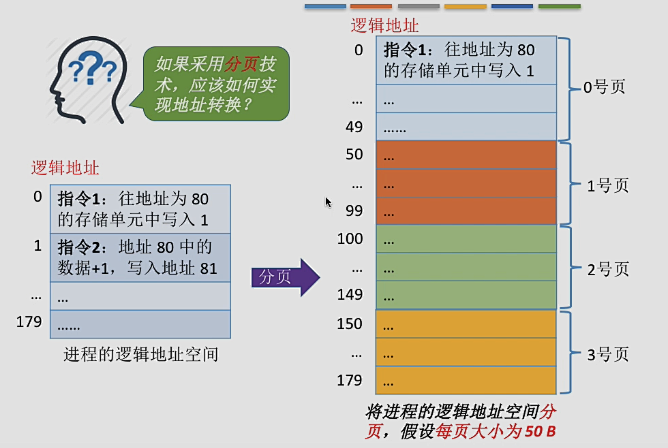 ???
如果采用分页技
术，应该如何实
现地址转换？
逻辑地址
0
指令1：往地址为 80
的存储单元中写入 1
1
指令2：地址 80 中的
数据+1，写入地址 81
...
...
179
......
进程的逻辑地址空间
分页
逻辑地址
0
指令1：往地址为 80
的存储单元中写入 1
...
...
49
......
0号页
50
...
...
...
99
...
1号页
100
...
...
...
149
...
2号页
150
...
...
...
179
...
3号页
将进程的逻辑地址空间分
页，假设每页大小为 50 B